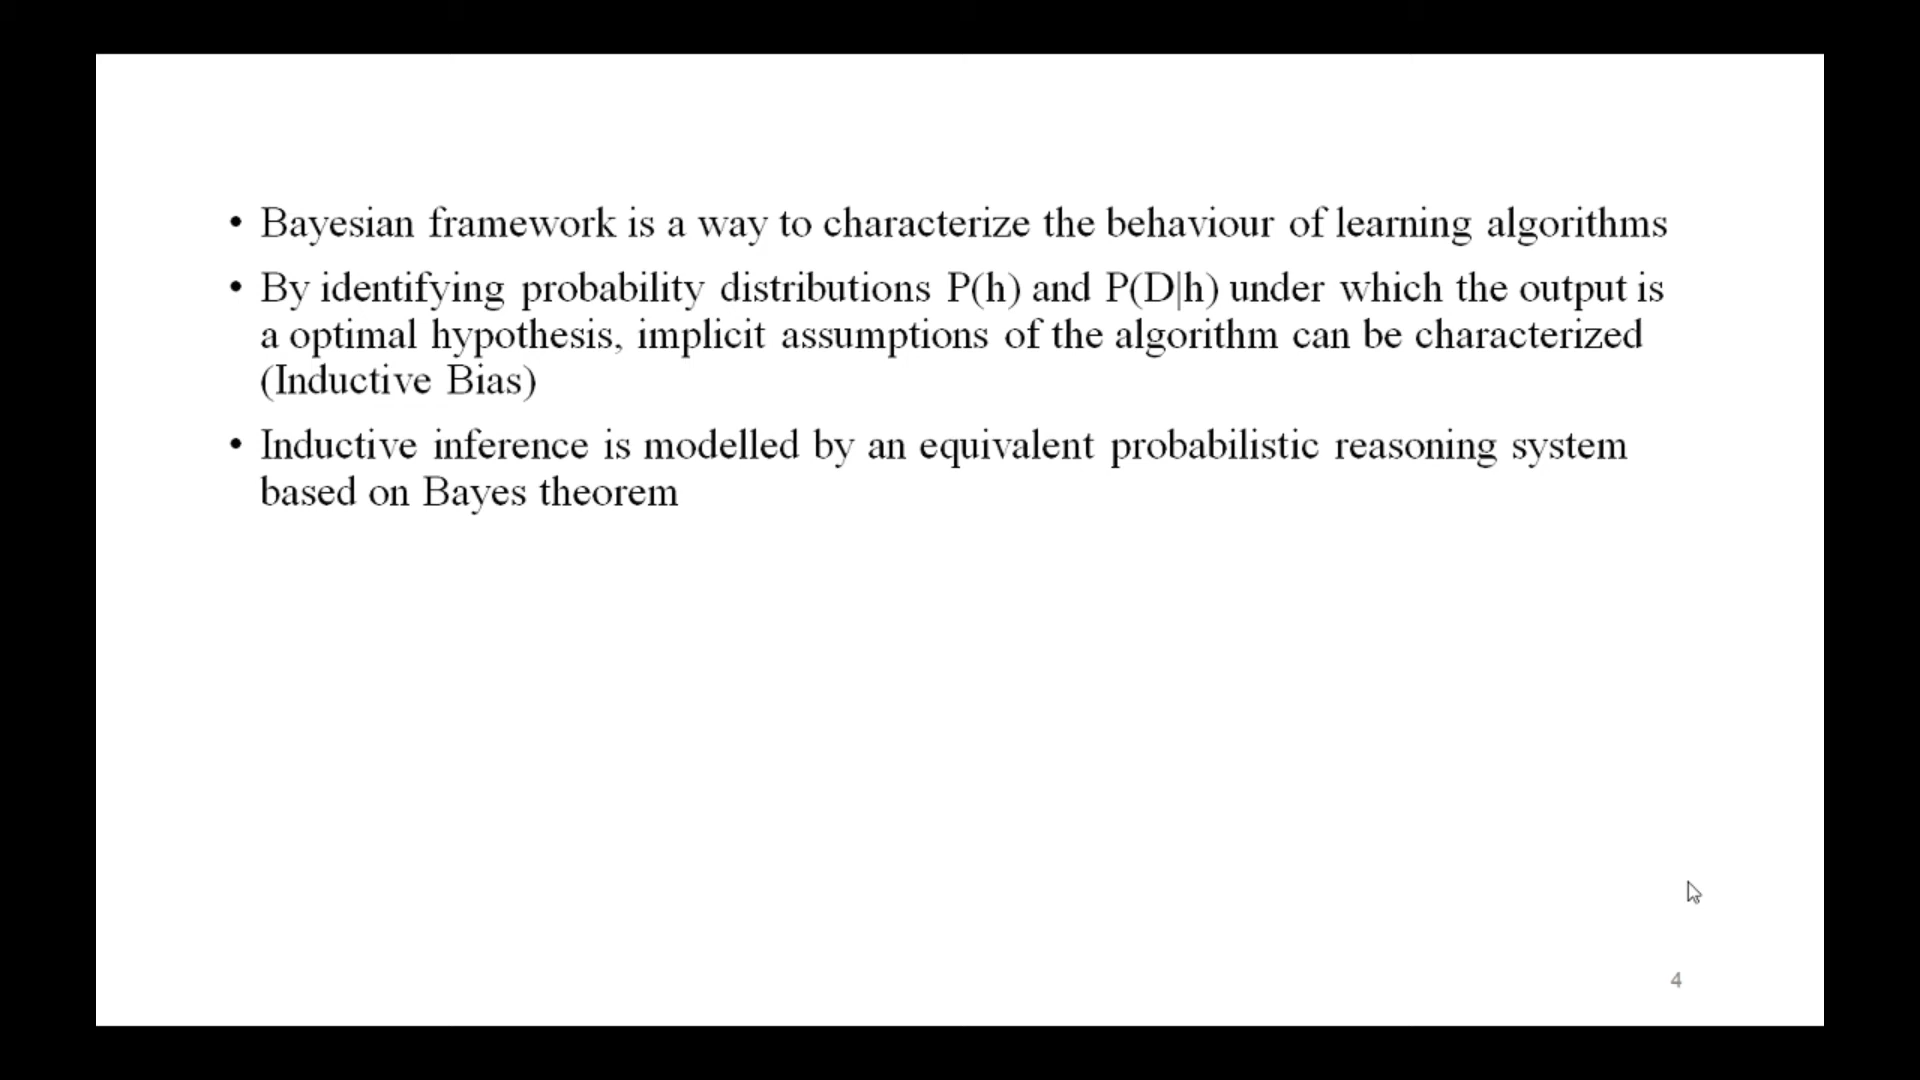 • Bayesian framework is a way to characterize the behaviour of learning algorithms
• By identifying probability distributions P(h) and P(D|h) under which the output is
a optimal hypothesis, implicit assumptions of the algorithm can be characterized
(Inductive Bias)
• Inductive inference is modelled by an equivalent probabilistic reasoning system
based on Bayes theorem
4